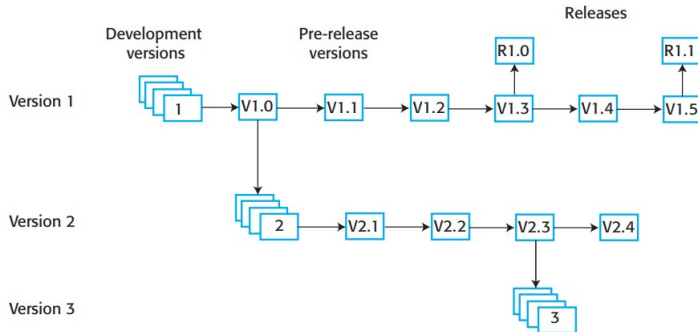 Releases
Development
versions
Pre-release
versions
R1.0
R1.1
Version 1
1
V1.0
V1.1
V1.2
V1.3
V1.4
V1.5
Version 2
2
V2.1
V2.2
V2.3
V2.4
Version 3
3